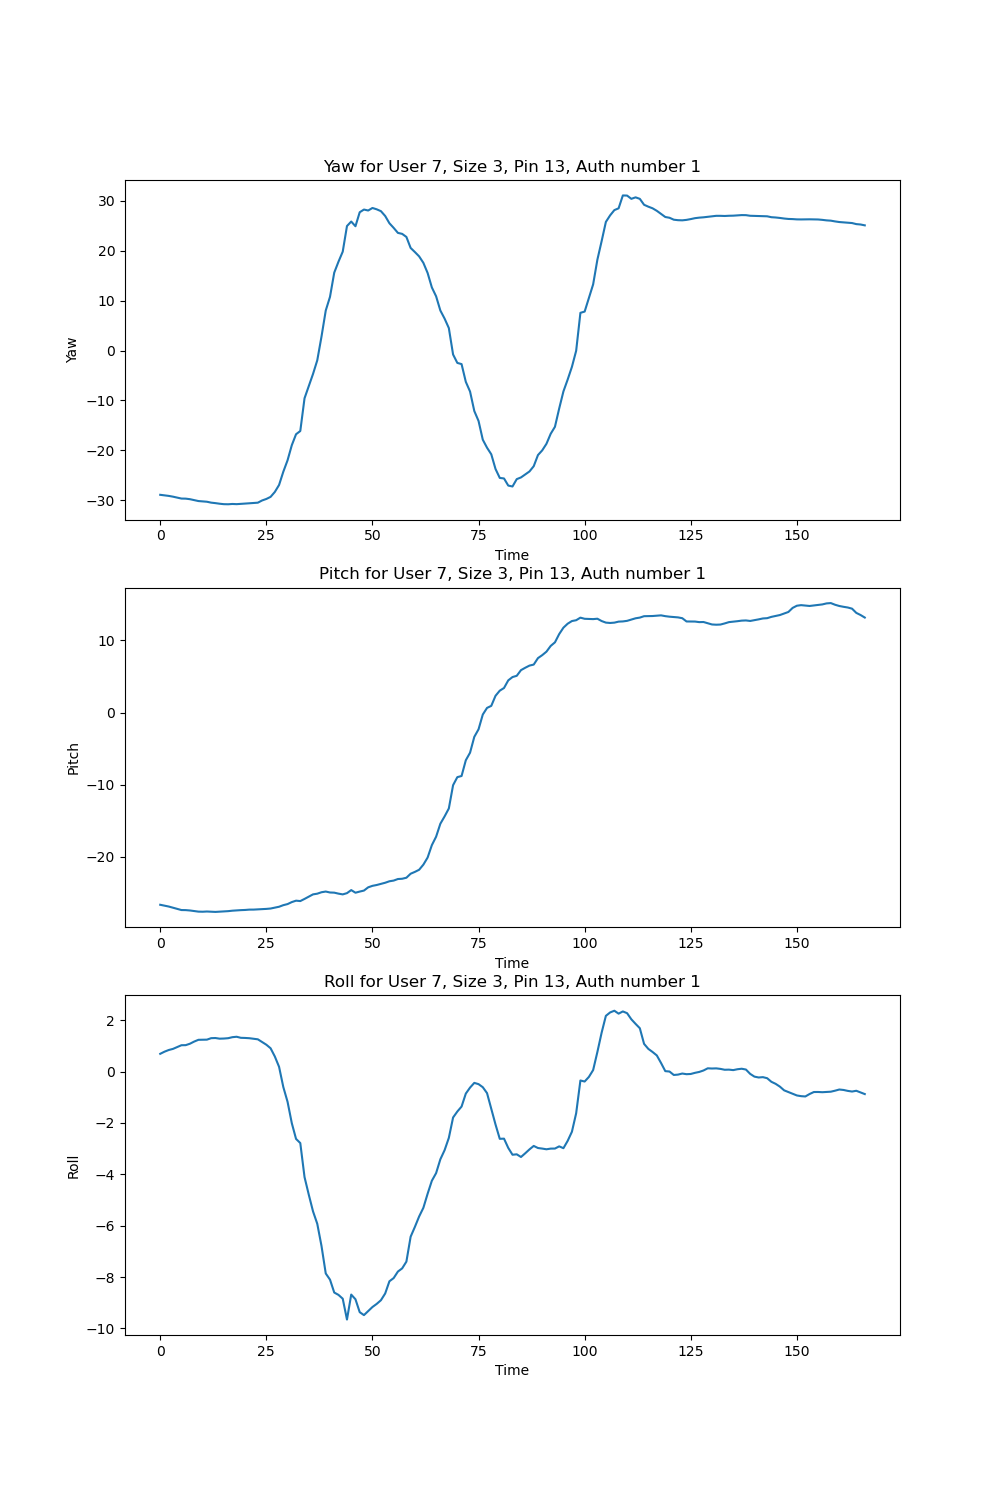 Yaw for User 7, Size 3, Pin 13, Auth number 1
30
20
10
0
−10
−20
−30
Yaw
0 25 50 75 100 125 150
Time
Pitch for User 7, Size 3, Pin 13, Auth number 1
10
0
−10
−20
Pitch
0 25 50 75 100 125 150
Time
Roll for User 7, Size 3, Pin 13, Auth number 1
2
0
−2
−4
−6
−8
−10
Roll
0 25 50 75 100 125 150
Time